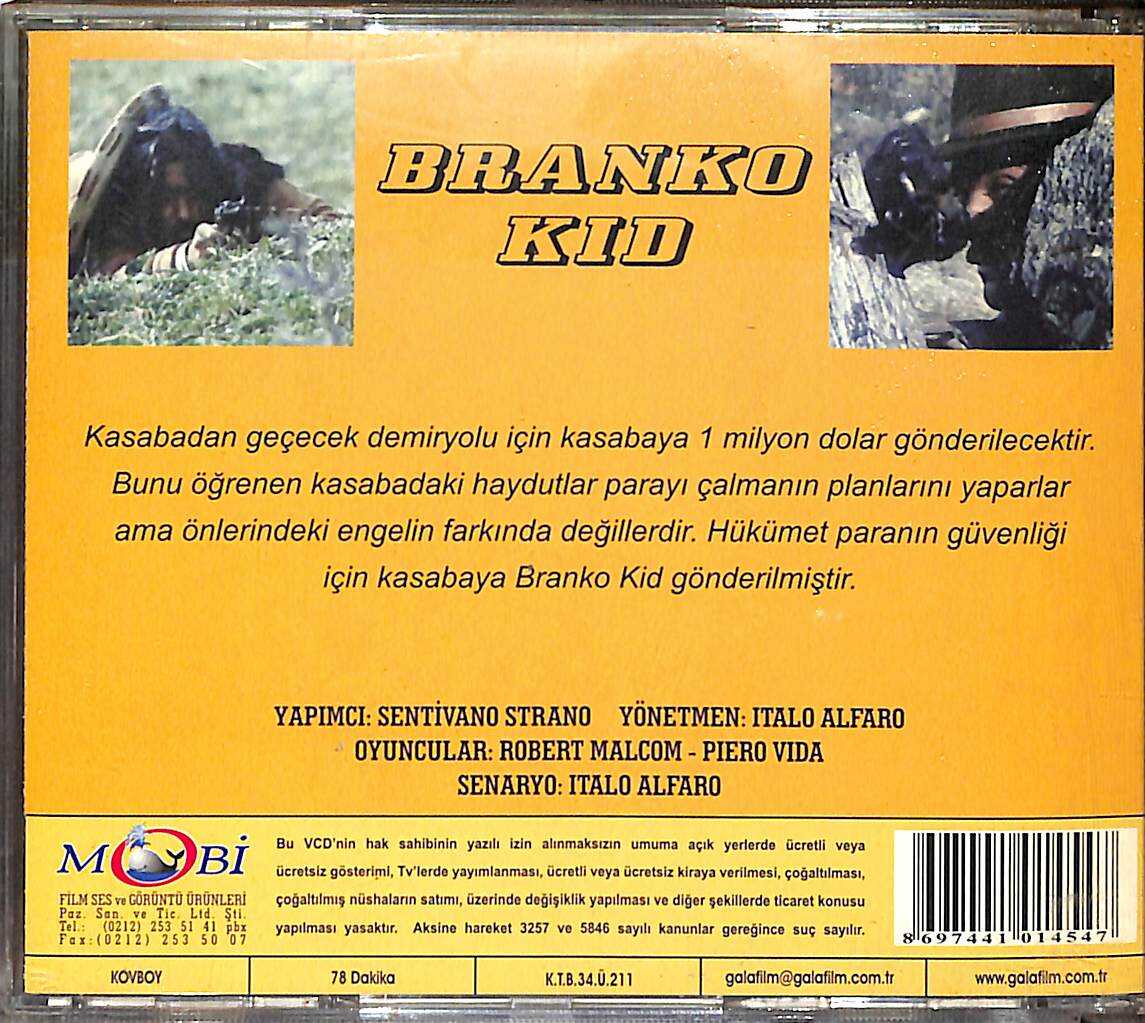 BRANKO
KID
Kasabadan geçecek demiryolu için kasabaya 1 milyon dolar gönderilecektir.
Bunu öğrenen kasabadaki haydutlar parayı çalmanın planlarını yaparlar
ama önlerindeki engelin farkında değillerdir. Hükümet paranın güvenliği
için kasabaya Branko Kid gönderilmiştir.
YAPIMCI: SENTİVANO STRANO YÖNETMEN: ITALO ALFARO
OYUNCULAR: ROBERT MALCOM - PIERO VIDA
SENARYO: ITALO ALFARO
MOBİ
FİLM SES ve GÖRÜNTÜ ÜRÜNLERİ
Paz. San. ve Tic. Ltd. Şti.
Tel.: (0212) 253 51 41 pbx
Fax:(0212) 253 50 07
Bu VCD'nin hak sahibinin yazılı izin alınmaksızın umuma açık yerlerde ücretli veya
ücretsiz gösterimi, Tv'lerde yayımlanması, ücretli veya ücretsiz kiraya verilmesi, çoğaltılması,
çoğaltılmış nüshaların satımı, üzerinde değişiklik yapılması ve diğer şekillerde ticaret konusu
yapılması yasaktır. Aksine hareket 3257 ve 5846 sayılı kanunlar gereğince suç sayılır.
8 697441 014547
KOVBOY
78 Dakika
K.T.B.34.Ü.211
galafilm@galafilm.com.tr
www.galafilm.com.tr